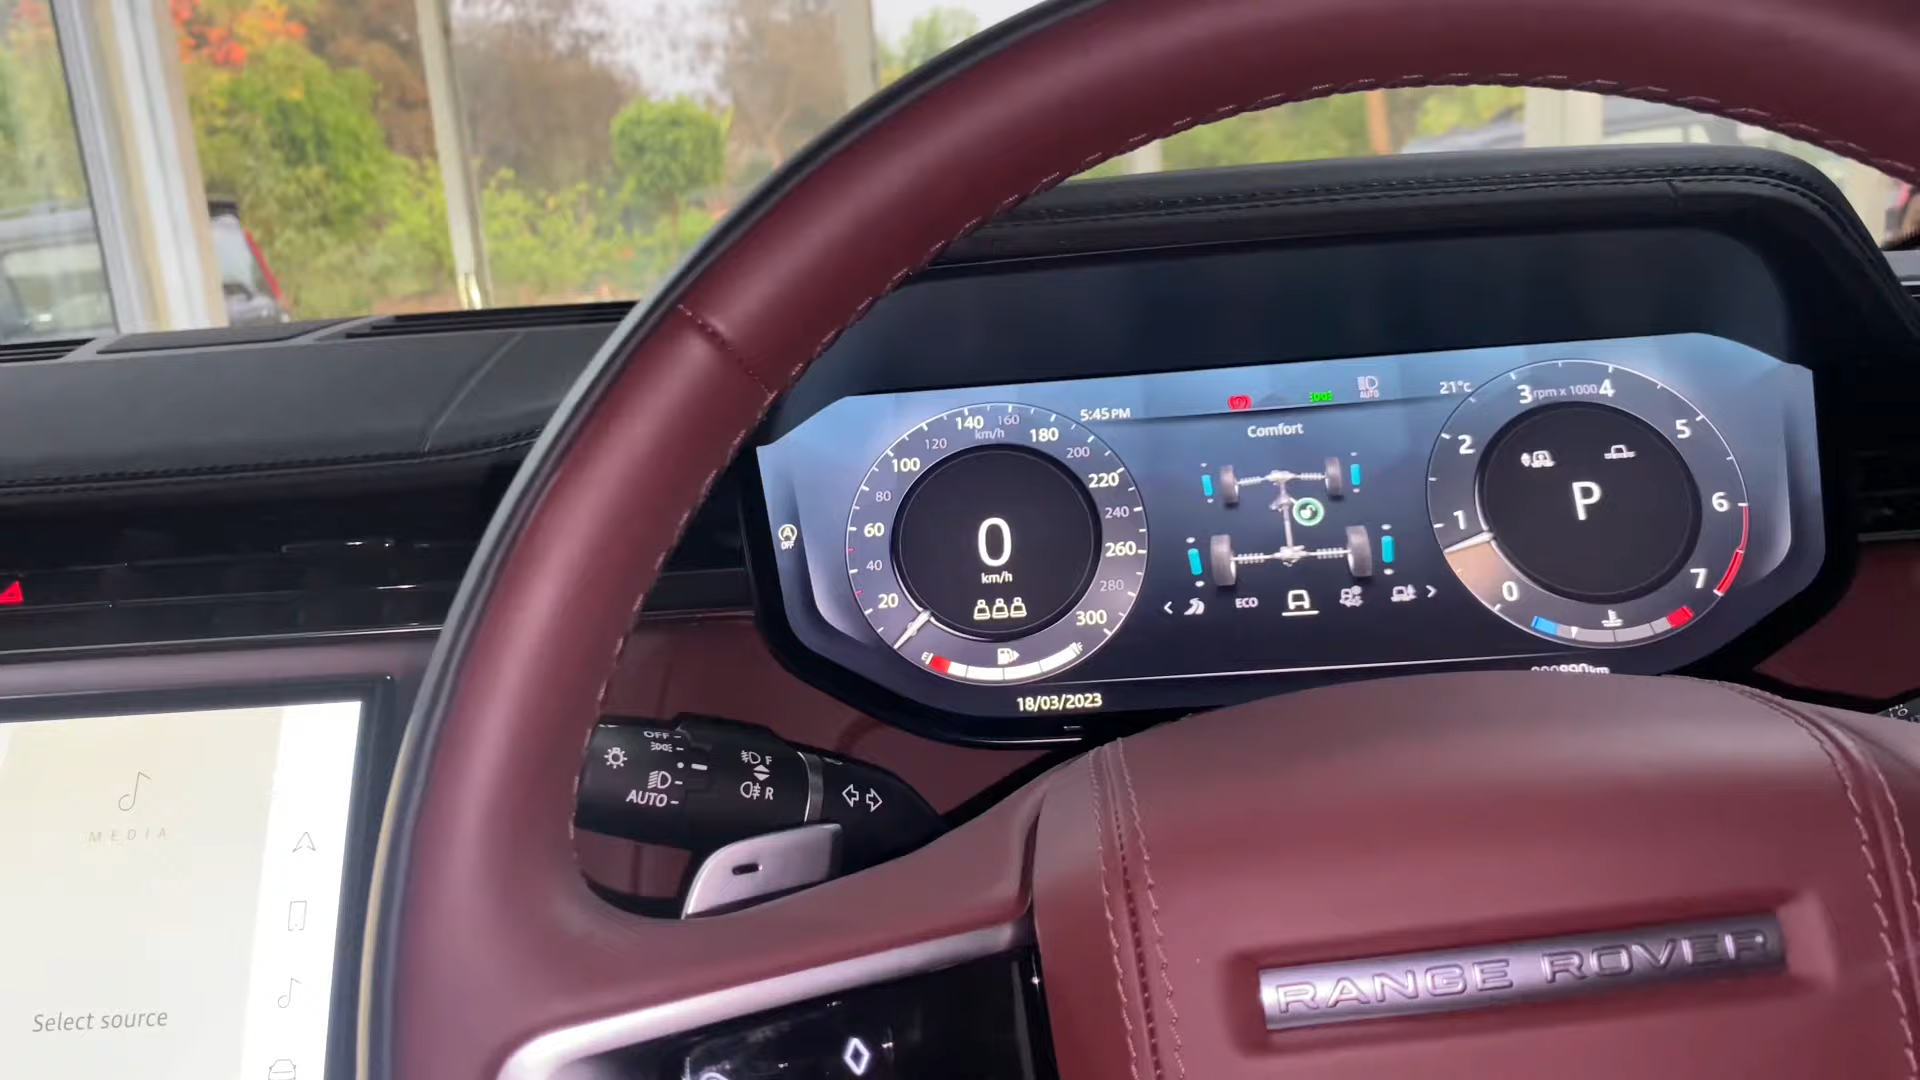 5:45 PM
AUTO
21°c
Comfort
20
40
60
80
100
120
140
160
180
200
220
240
260
280
300
km/h
0
km/h
E
F
A
OFF
ECO
rpm x 1000
0
1
2
3
4
5
6
7
P
18/03/2023
OFF
AUTO
F
R
MEDIA
Select source
RANGE ROVER